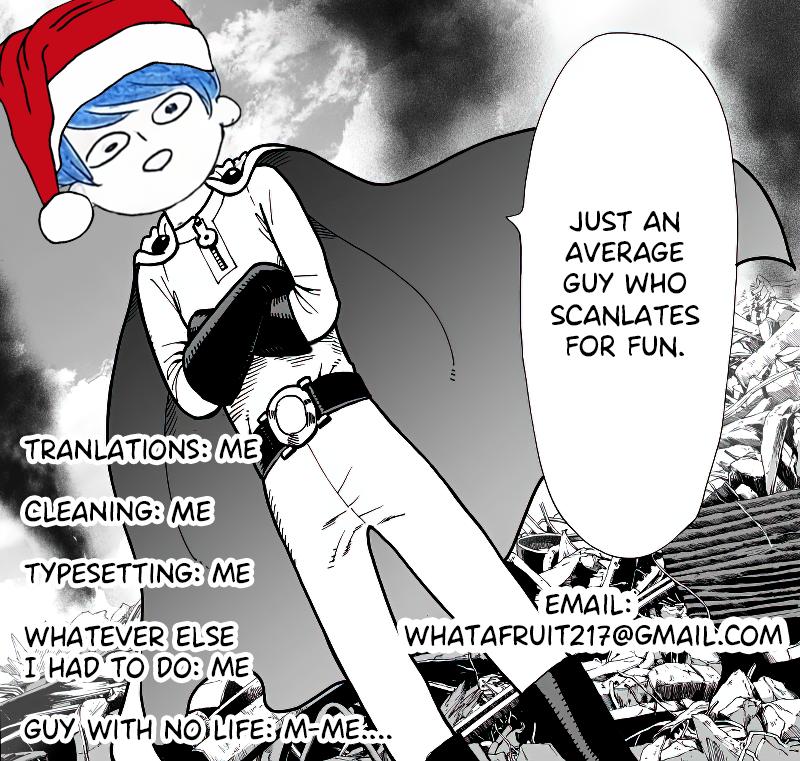 JUST AN
AVERAGE
GUY WHO
SCANLATES
FOR FUN.
TRANLATIONS: ME
CLEANING: ME
TYPESETTING: ME
WHATEVER ELSE
I HAD TO DO: ME
GUY WITH NO LIFE: M-ME....
EMAIL:
WHATAFRUIT217@GMAIL.COM